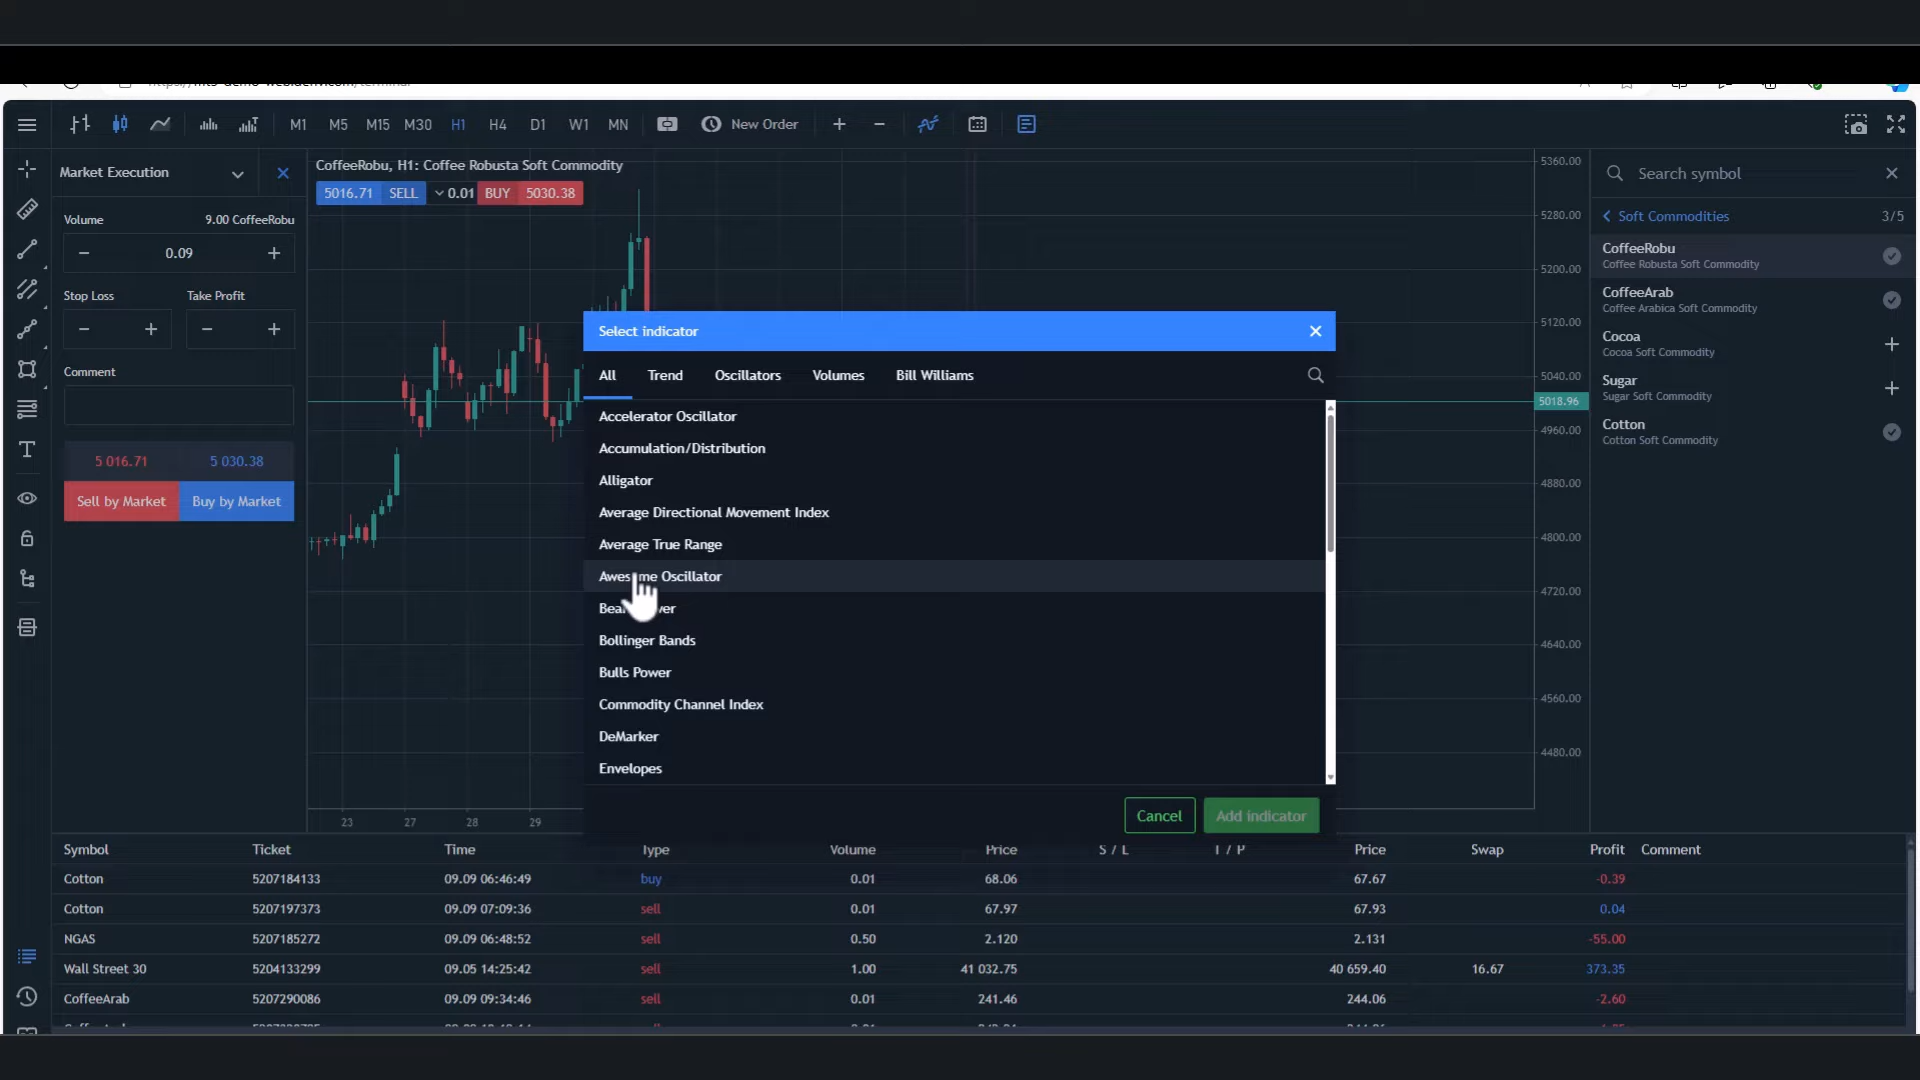 M1 M5 M15 M30 H1 H4 D1 W1 MN New Order
Market Execution
Volume 9.00 CoffeeRobu
0.09
Stop Loss Take Profit
Comment
5 016.71 5 030.38
Sell by Market Buy by Market
CoffeeRobu, H1: Coffee Robusta Soft Commodity
5016.71 SELL 0.01 BUY 5030.38
5360.00
5280.00
5200.00
5120.00
5040.00
5018.96
4960.00
4880.00
4800.00
4720.00
4640.00
4560.00
4480.00
23 27 28 29
Select indicator
All Trend Oscillators Volumes Bill Williams
Accelerator Oscillator
Accumulation/Distribution
Alligator
Average Directional Movement Index
Average True Range
Awesome Oscillator
Bollinger Bands
Bulls Power
Commodity Channel Index
DeMarker
Envelopes
Cancel Add indicator
Search symbol
Soft Commodities 3/5
CoffeeRobu
Coffee Robusta Soft Commodity
CoffeeArab
Coffee Arabica Soft Commodity
Cocoa
Cocoa Soft Commodity
Sugar
Sugar Soft Commodity
Cotton
Cotton Soft Commodity
Symbol Ticket Time Type Volume Price S / L T / P Price Swap Profit Comment
Cotton 5207184133 09.09 06:46:49 buy 0.01 68.06 67.67 -0.39
Cotton 5207197373 09.09 07:09:36 sell 0.01 67.97 67.93 0.04
NGAS 5207185272 09.09 06:48:52 sell 0.50 2.120 2.131 -55.00
Wall Street 30 5204133299 09.05 14:25:42 sell 1.00 41 032.75 40 659.40 16.67 373.35
CoffeeArab 5207290086 09.09 09:34:46 sell 0.01 241.46 244.06 -2.60